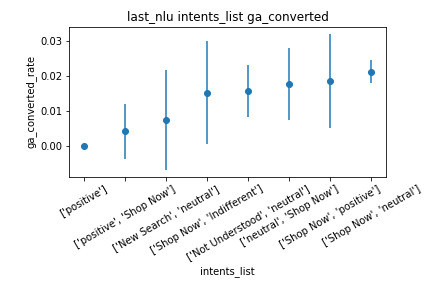 last_nlu intents_list ga_converted
ga_converted_rate
0.03
0.02
0.01
0.00
['positive']
['positive', 'Shop Now']
['New Search', 'neutral']
['Shop Now', 'Indifferent']
['Not Understood', 'neutral']
['neutral', 'Shop Now']
['Shop Now', 'positive']
['Shop Now', 'neutral']
intents_list